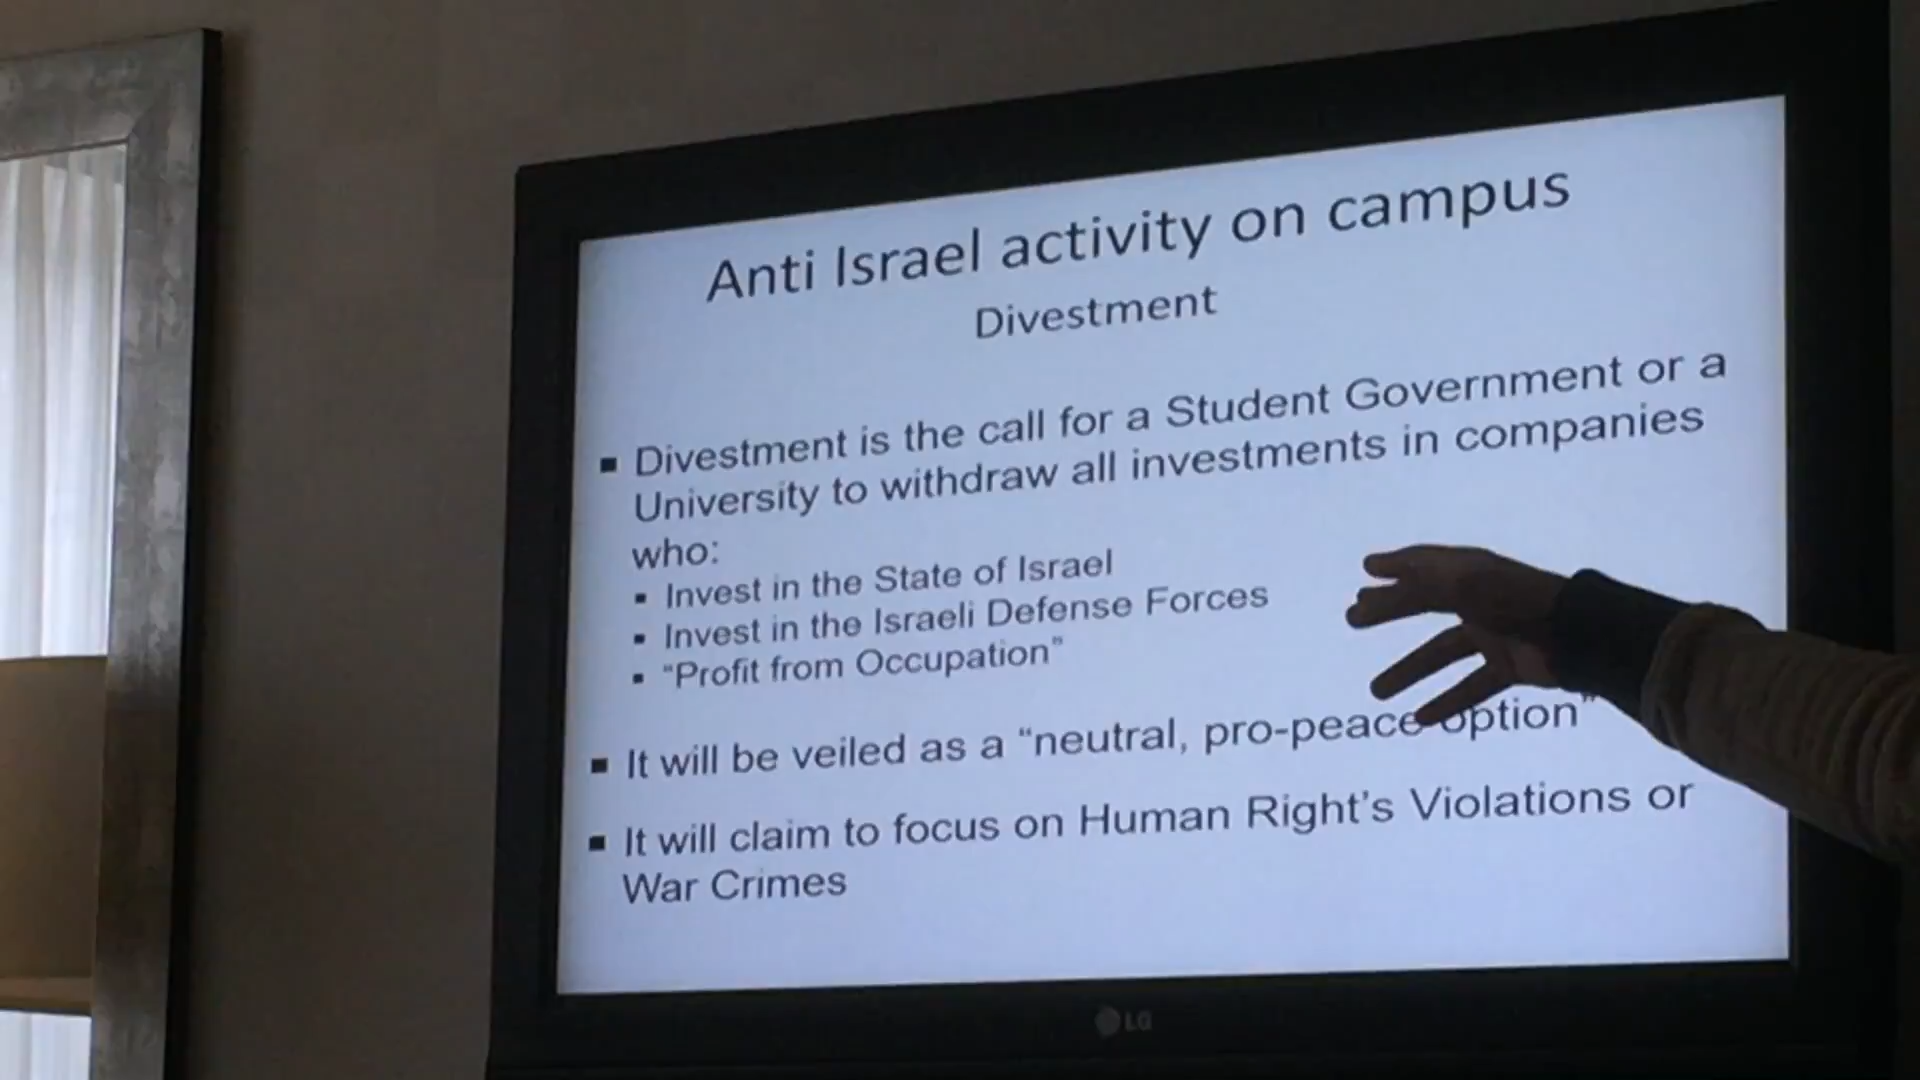 Anti Israel activity on campus
Divestment
▪ Divestment is the call for a Student Government or a
University to withdraw all investments in companies
who:
▪ Invest in the State of Israel
▪ Invest in the Israeli Defense Forces
▪ “Profit from Occupation”
▪ It will be veiled as a “neutral, pro-peace option”
▪ It will claim to focus on Human Right’s Violations or
War Crimes
LG